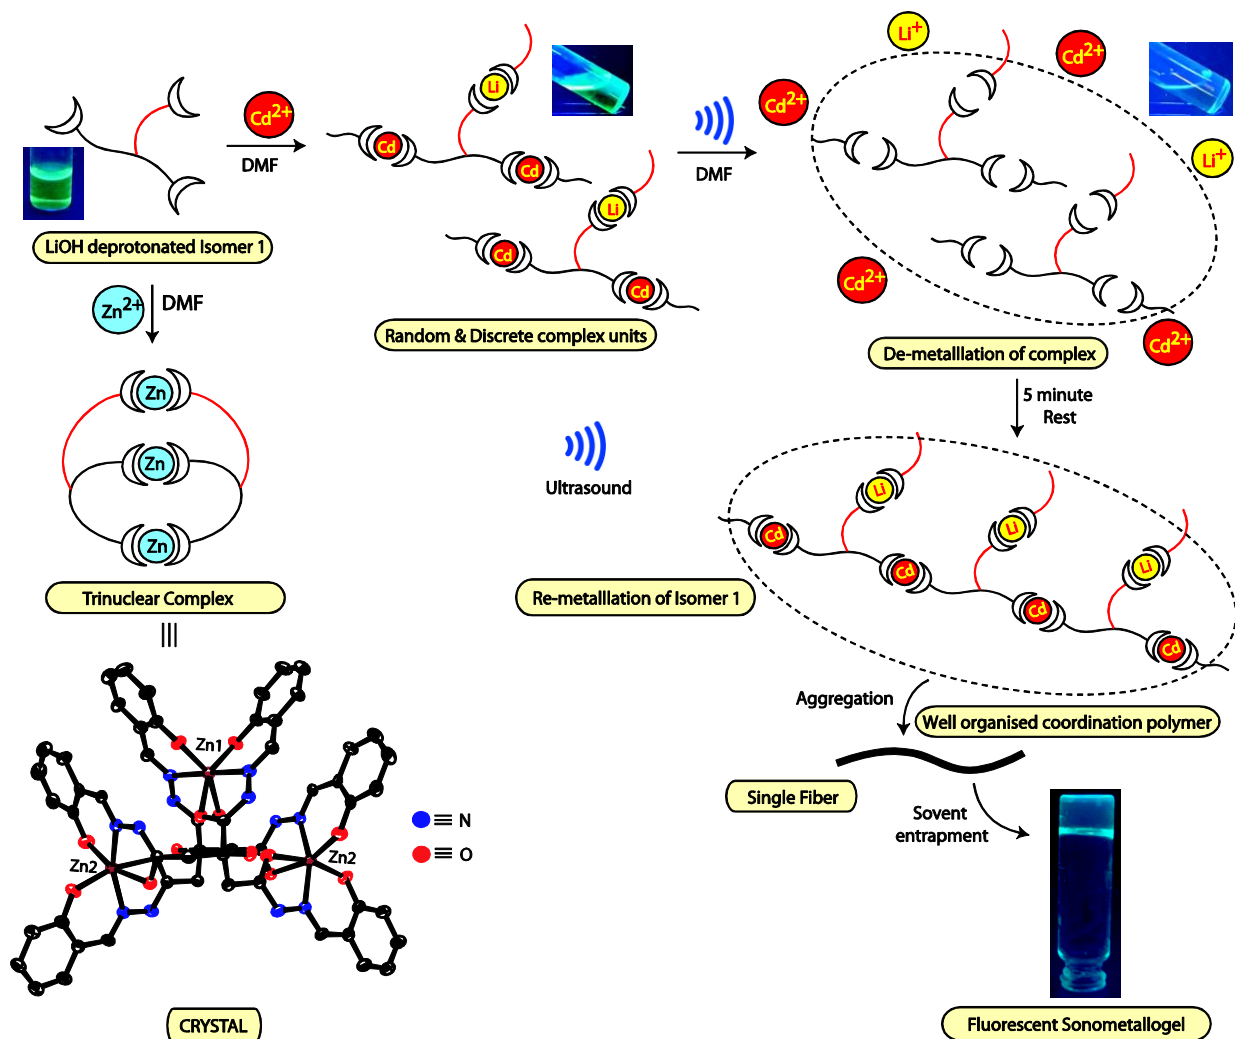 Li⁺
Cd2+
Li
Cd2+
Cd2+
DMF
Cd
Cd
DMF
Li⁺
LiOH deprotonated Isomer 1
Li
Cd
Cd
Cd2+
Zn2+
DMF
Random & Discrete complex units
Cd2+
De-metalllation of complex
Zn
5 minute
Rest
Zn
Ultrasound
Li
Li
Cd
Li
Zn
Cd
Trinuclear Complex
Re-metalllation of Isomer 1
Cd
Cd
Aggregation
Well organised coordination polymer
Zn1
Single Fiber
Sovent
entrapment
N
O
Zn2
Zn2
CRYSTAL
Fluorescent Sonometallogel